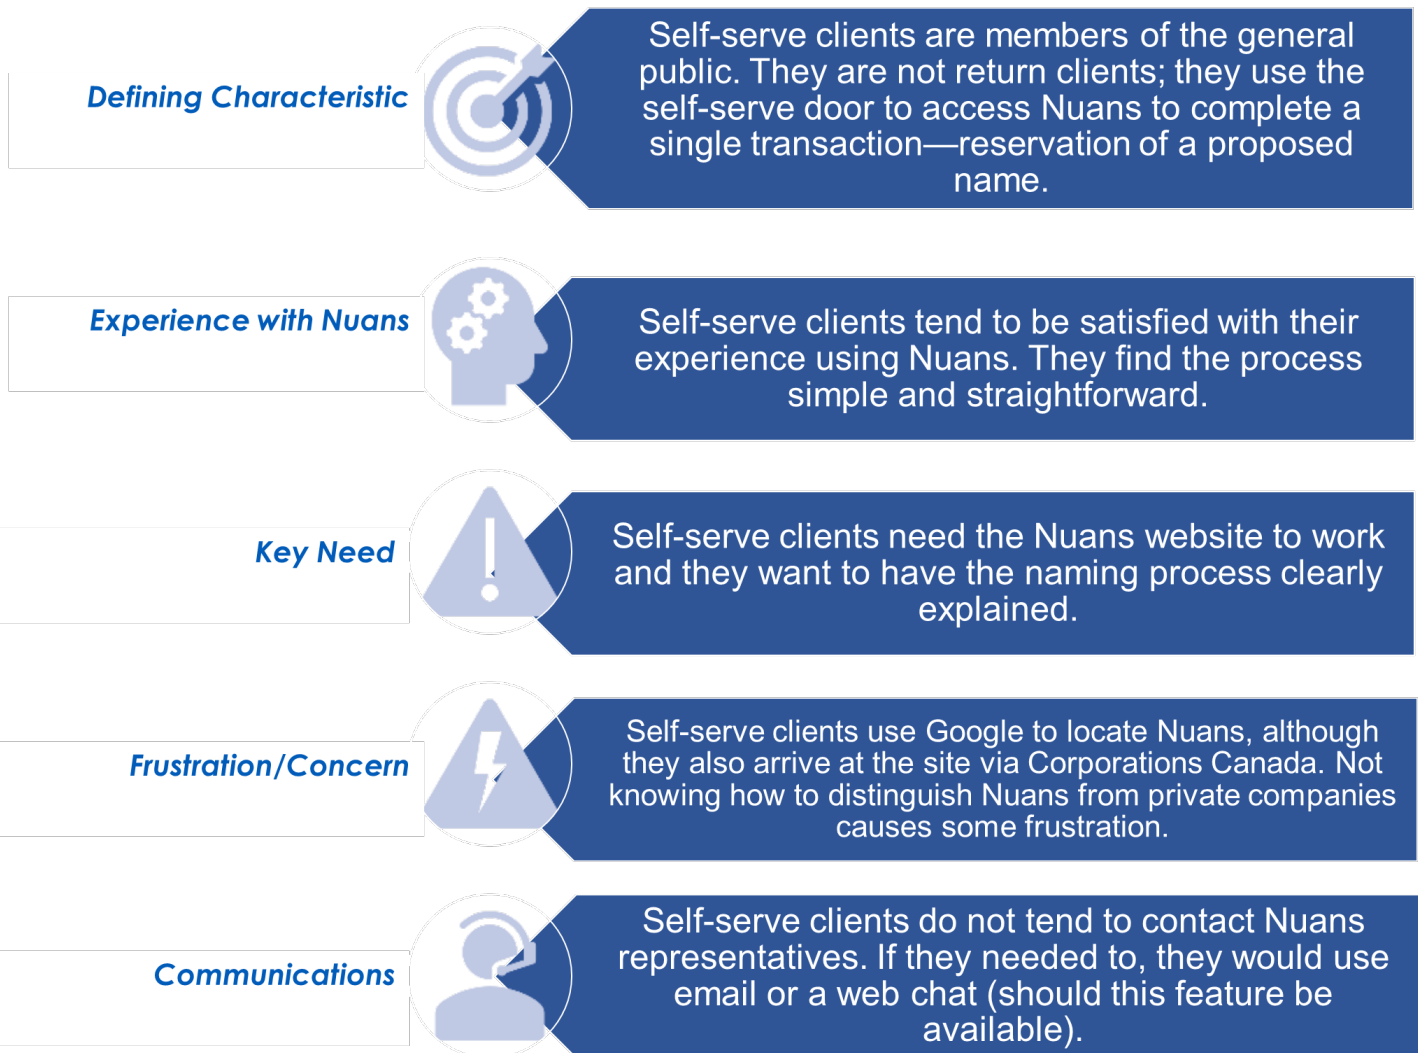 Defining Characteristic
Self-serve clients are members of the general
public. They are not return clients; they use the
self-serve door to access Nuans to complete a
single transaction—reservation of a proposed
name.
Experience with Nuans
Self-serve clients tend to be satisfied with their
experience using Nuans. They find the process
simple and straightforward.
Key Need
Self-serve clients need the Nuans website to work
and they want to have the naming process clearly
explained.
Frustration/Concern
Self-serve clients use Google to locate Nuans, although
they also arrive at the site via Corporations Canada. Not
knowing how to distinguish Nuans from private companies
causes some frustration.
Communications
Self-serve clients do not tend to contact Nuans
representatives. If they needed to, they would use
email or a web chat (should this feature be
available).